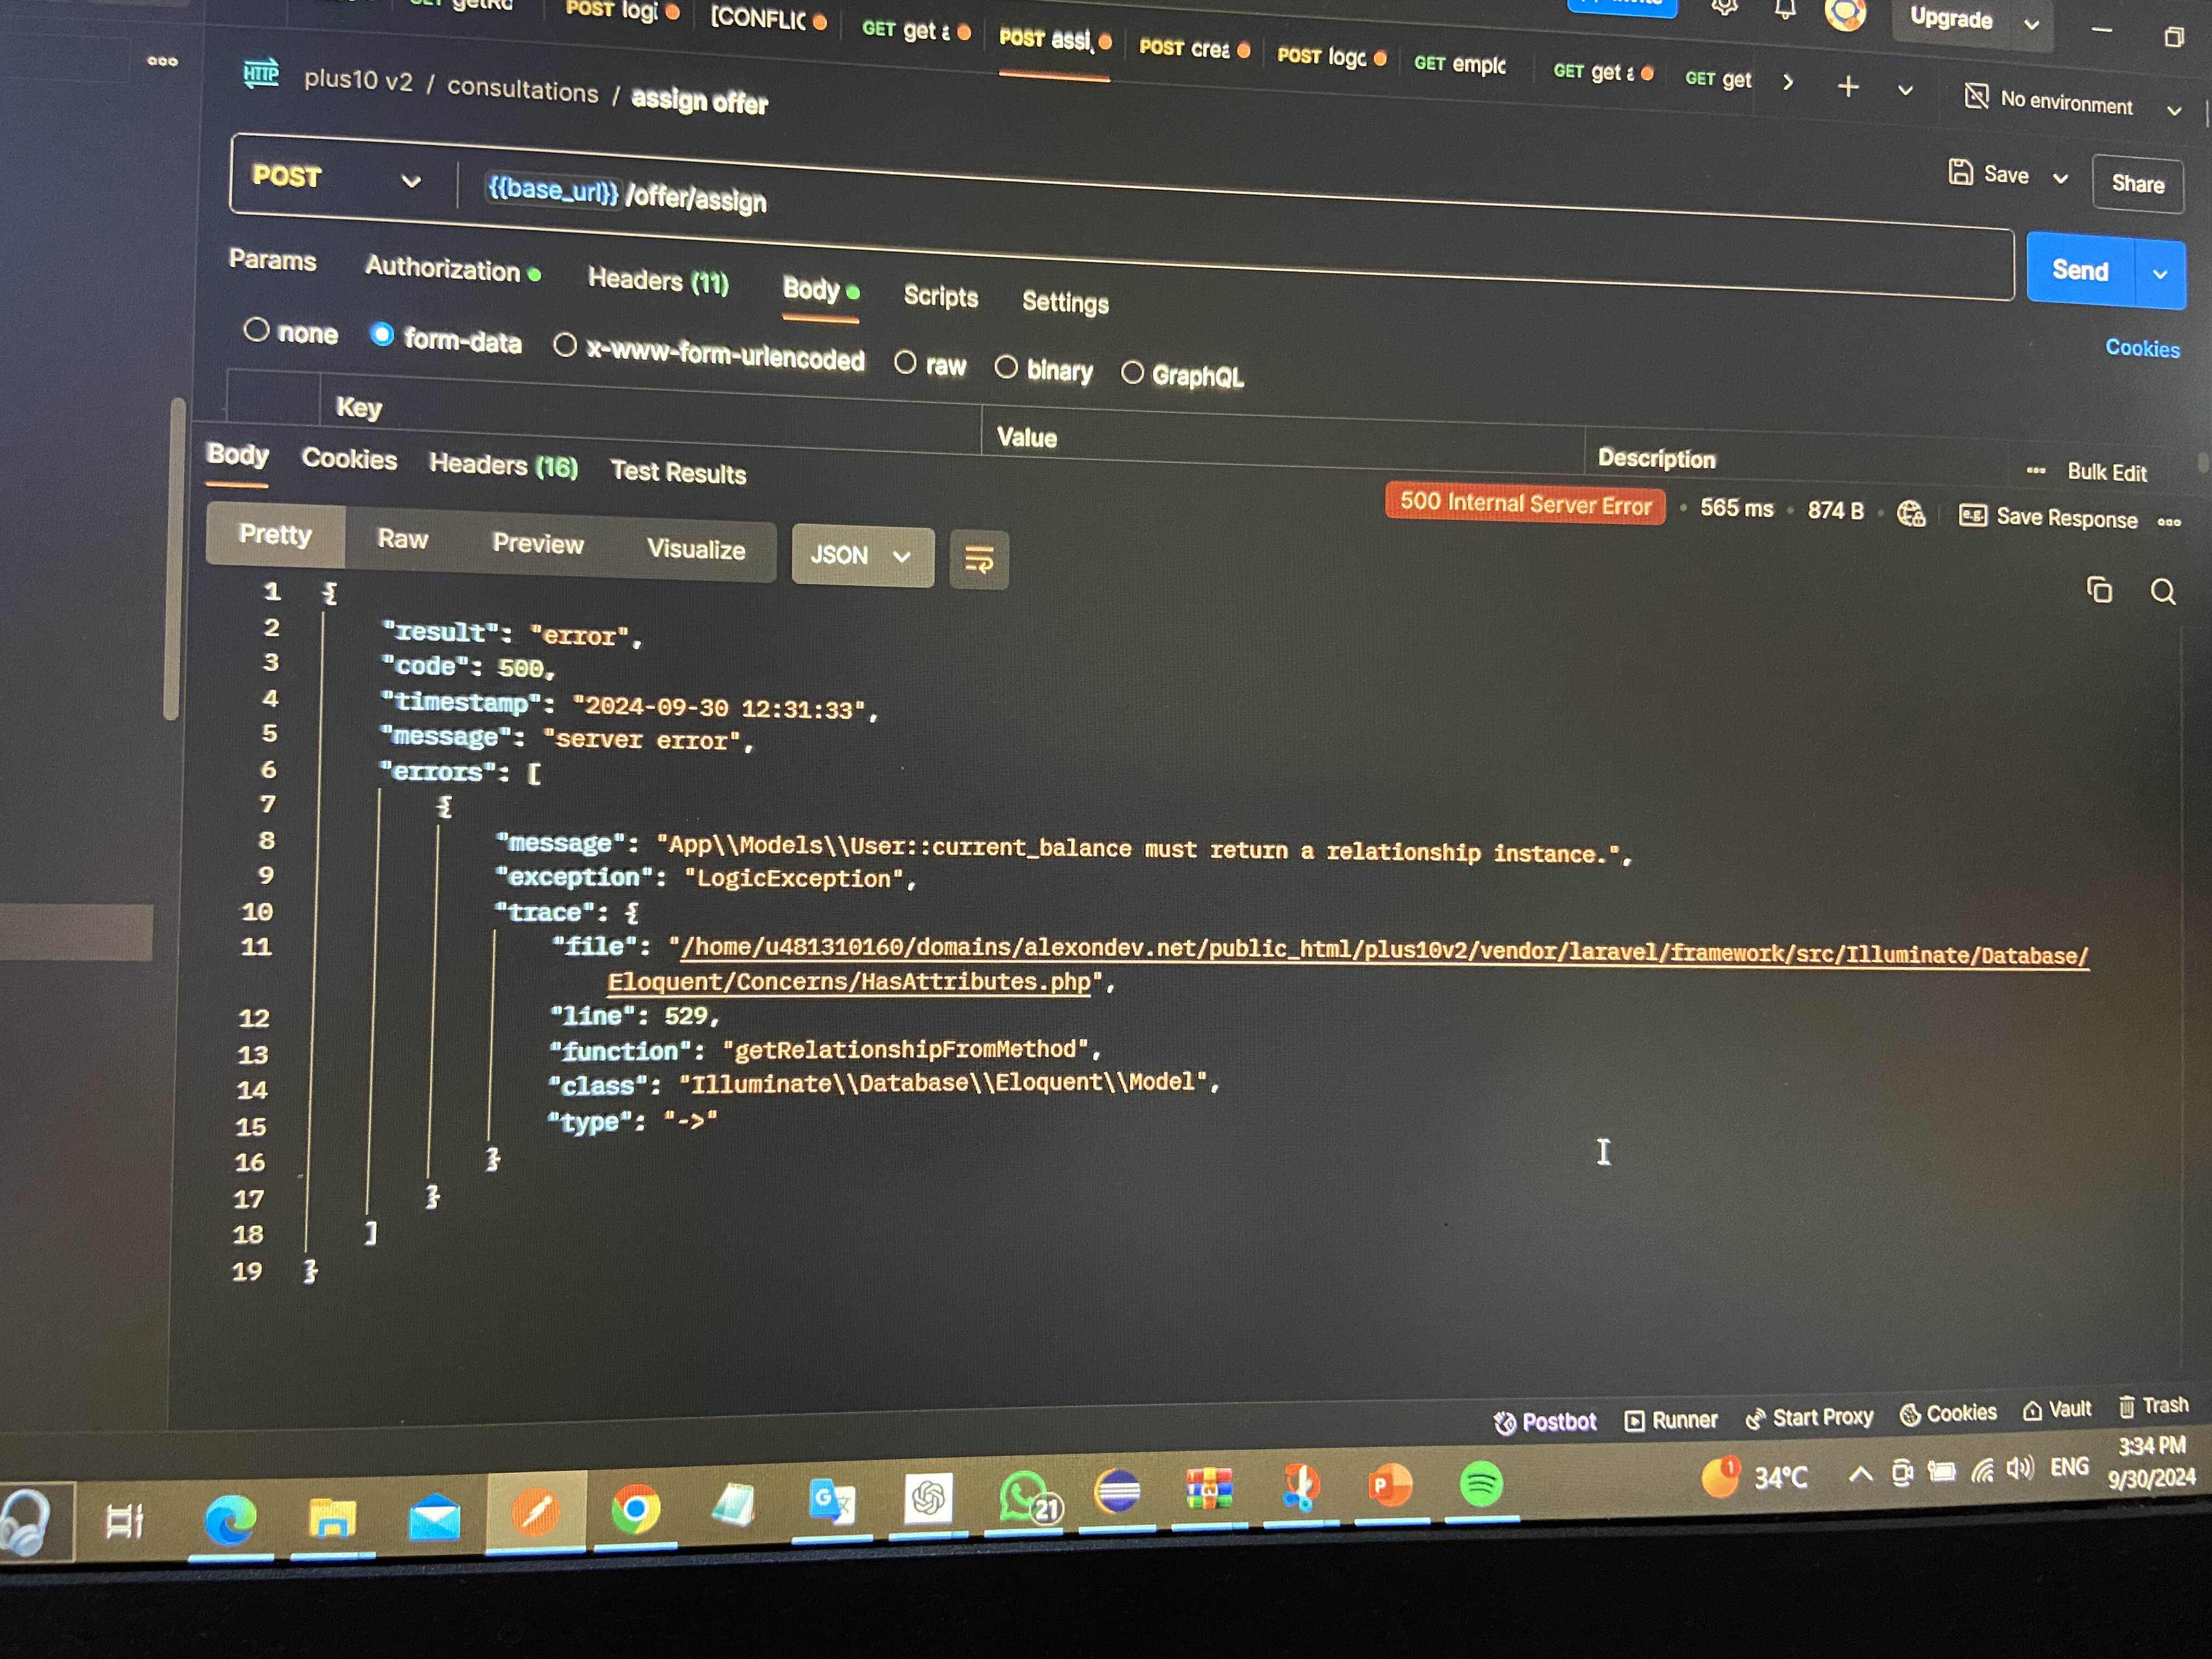 POST logi
[CONFLIC
GET get a
POST assi
POST crea
POST logo
GET emplo
GET get a
GET get
Upgrade
No environment
HTTP
plus10 v2 / consultations / assign offer
Save
Share
POST
{{base_url}} /offer/assign
Send
Params
Authorization
Headers (11)
Body
Scripts
Settings
Cookies
none
form-data
x-www-form-urlencoded
raw
binary
GraphQL
Key
Value
Description
Bulk Edit
Body
Cookies
Headers (16)
Test Results
500 Internal Server Error
565 ms
874 B
e.g.
Save Response
Pretty
Raw
Preview
Visualize
JSON
1 {
2 "result": "error",
3 "code": 500,
4 "timestamp": "2024-09-30 12:31:33",
5 "message": "server error",
6 "errors": [
7 {
8 "message": "App\\Models\\User::current_balance must return a relationship instance.",
9 "exception": "LogicException",
10 "trace": {
11 "file": "/home/u481310160/domains/alexondev.net/public_html/plus10v2/vendor/laravel/framework/src/Illuminate/Database/
Eloquent/Concerns/HasAttributes.php",
12 "line": 529,
13 "function": "getRelationshipFromMethod",
14 "class": "Illuminate\\Database\\Eloquent\\Model",
15 "type": "->"
16 }
17 }
18 ]
19 }
Postbot
Runner
Start Proxy
Cookies
Vault
Trash
21
1
34°C
ENG
3:34 PM
9/30/2024